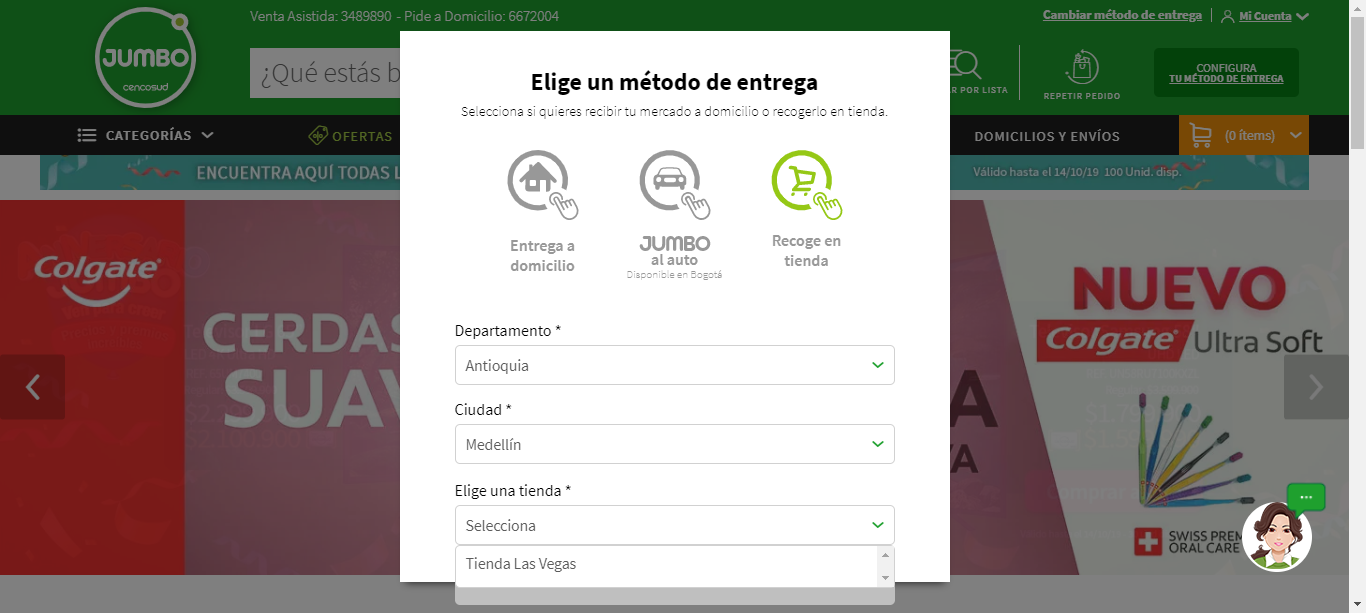 Venta Asistida: 3489890 - Pide a Domicilio: 6672004
Cambiar método de entrega
Mi Cuenta
JUMBO
cencosud
¿Qué estás b
R POR LISTA
REPETIR PEDIDO
CONFIGURA
TU MÉTODO DE ENTREGA
CATEGORÍAS
OFERTAS
DOMICILIOS Y ENVÍOS
(0 ítems)
ENCUENTRA AQUÍ TODAS L
Válido hasta el 14/10/19 100 Unid. disp.
Elige un método de entrega
Selecciona si quieres recibir tu mercado a domicilio o recogerlo en tienda.
Entrega a
domicilio
JUMBO
al auto
Disponible en Bogotá
Recoge en
tienda
Departamento *
Antioquia
Ciudad *
Medellín
Elige una tienda *
Selecciona
Tienda Las Vegas
Colgate
CERDAS
SUAV
A
VA
NUEVO
Colgate Ultra Soft
SWISS PREM
ORAL CARE